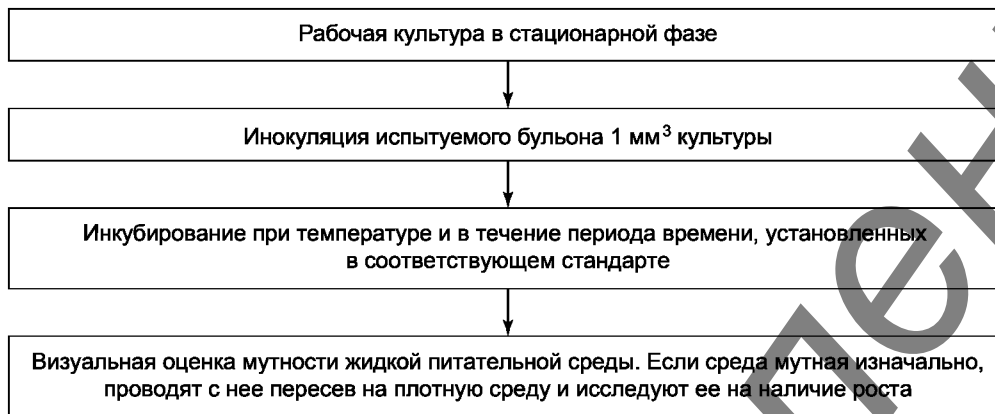 Рабочая культура в стационарной фазе
Инокуляция испытуемого бульона 1 мм³ культуры
Инкубирование при температуре и в течение периода времени, установленных
в соответствующем стандарте
Визуальная оценка мутности жидкой питательной среды. Если среда мутная изначально,
проводят с нее пересев на плотную среду и исследуют ее на наличие роста